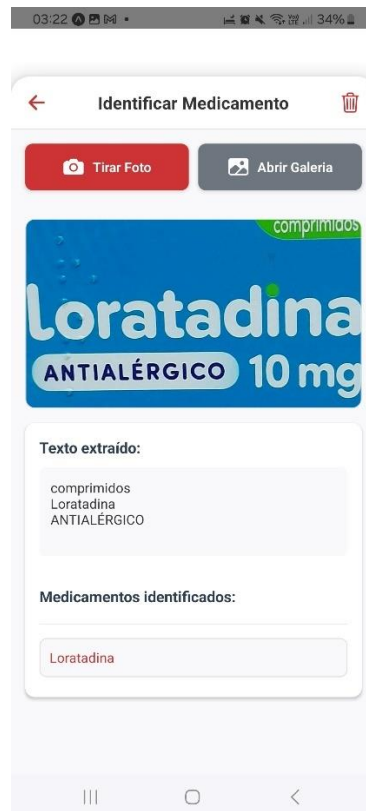 03:22
34%
Identificar Medicamento
Tirar Foto
Abrir Galeria
comprimidos
Loratadina
ANTIALÉRGICO 10 mg
Texto extraído:
comprimidos
Loratadina
ANTIALÉRGICO
Medicamentos identificados:
Loratadina